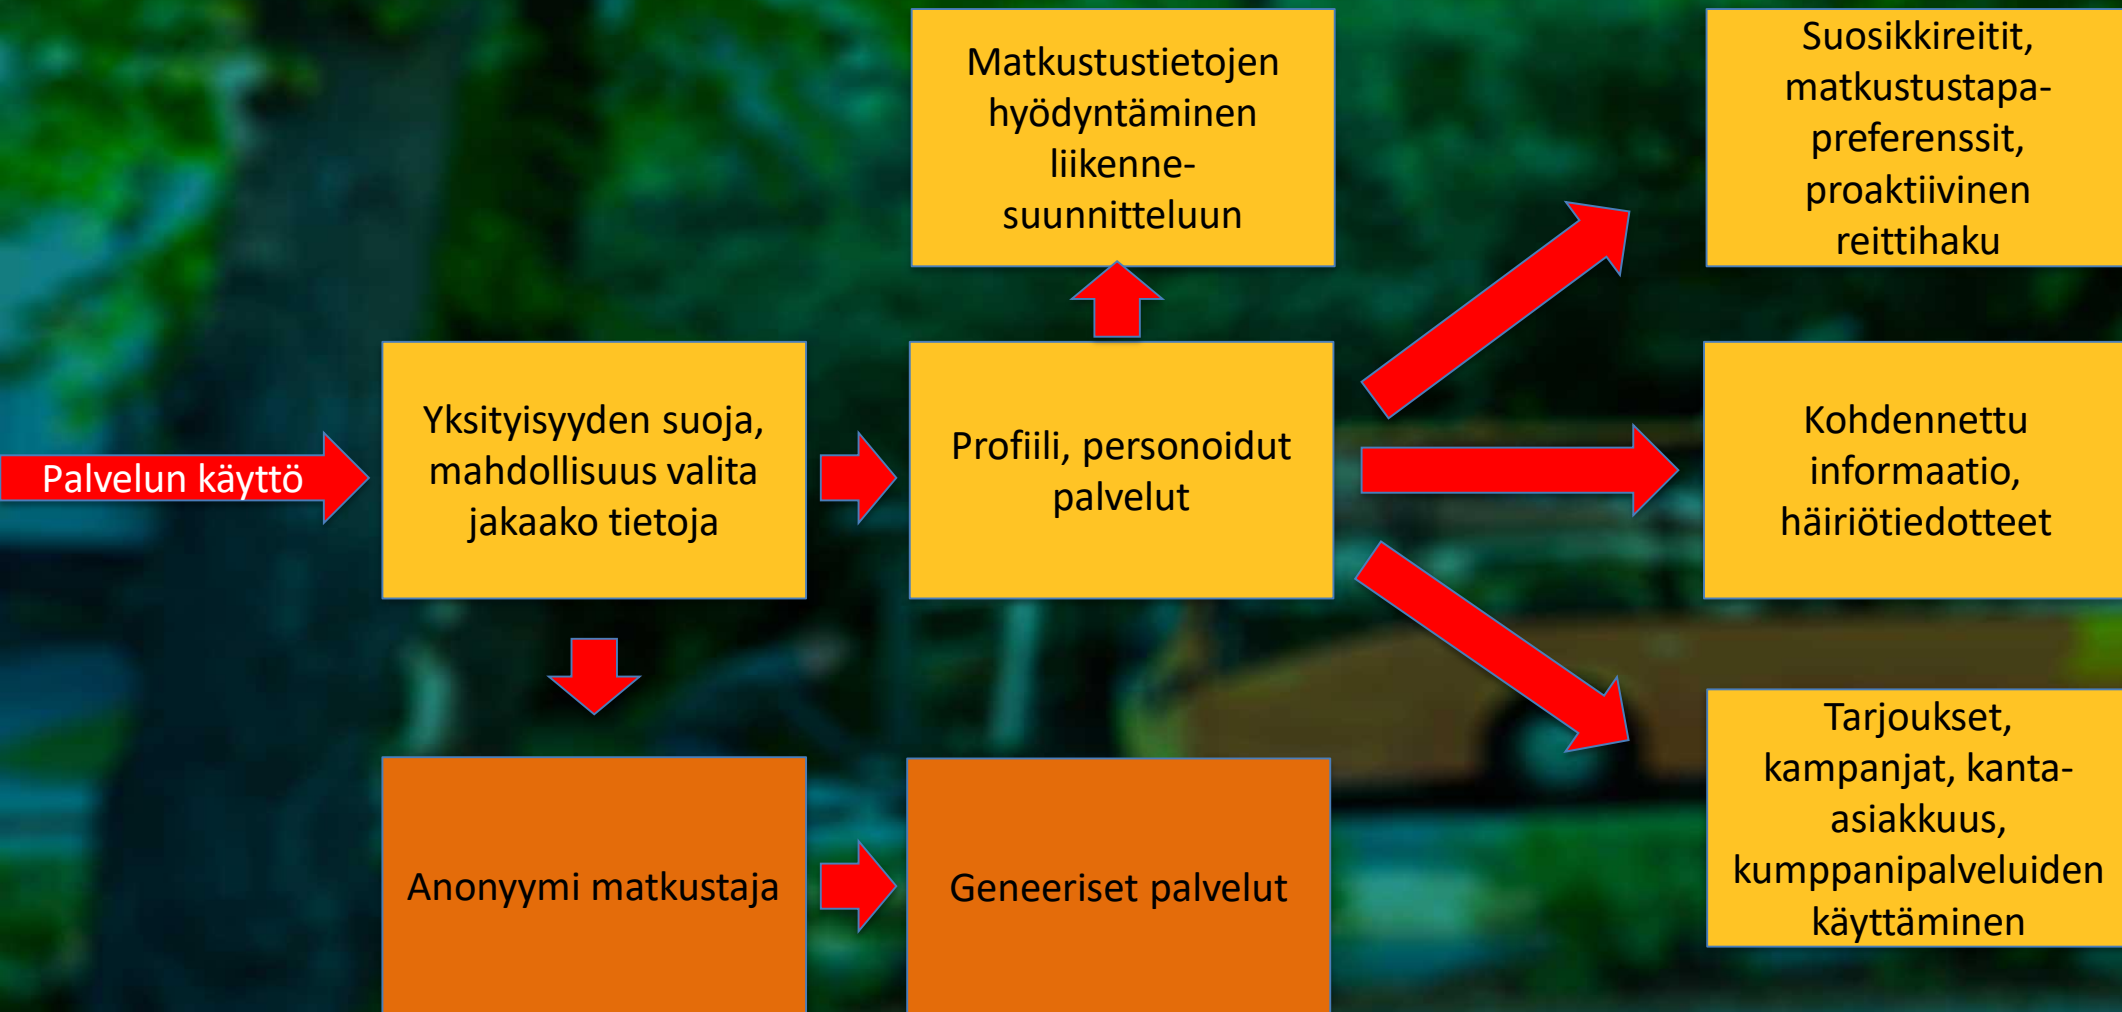 Palvelun käyttö
Yksityisyyden suoja,
mahdollisuus valita
jakaako tietoja
Matkustustietojen
hyödyntäminen
liikenne-
suunnitteluun
Profiili, personoidut
palvelut
Suosikkireitit,
matkustustapa-
preferenssit,
proaktiivinen
reittihaku
Kohdennettu
informaatio,
häiriötiedotteet
Tarjoukset,
kampanjat, kanta-
asiakkuus,
kumppanipalveluiden
käyttäminen
Anonyymi matkustaja
Geneeriset palvelut